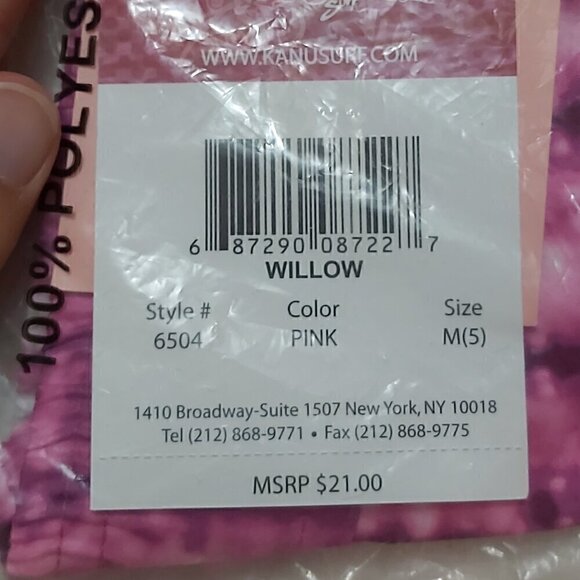 WWW.KANUSURF.COM
100% POLYES
6 87290 08722 7
WILLOW
Style # Color Size
6504 PINK M(5)
1410 Broadway-Suite 1507 New York, NY 10018
Tel (212) 868-9771 • Fax (212) 868-9775
MSRP $21.00